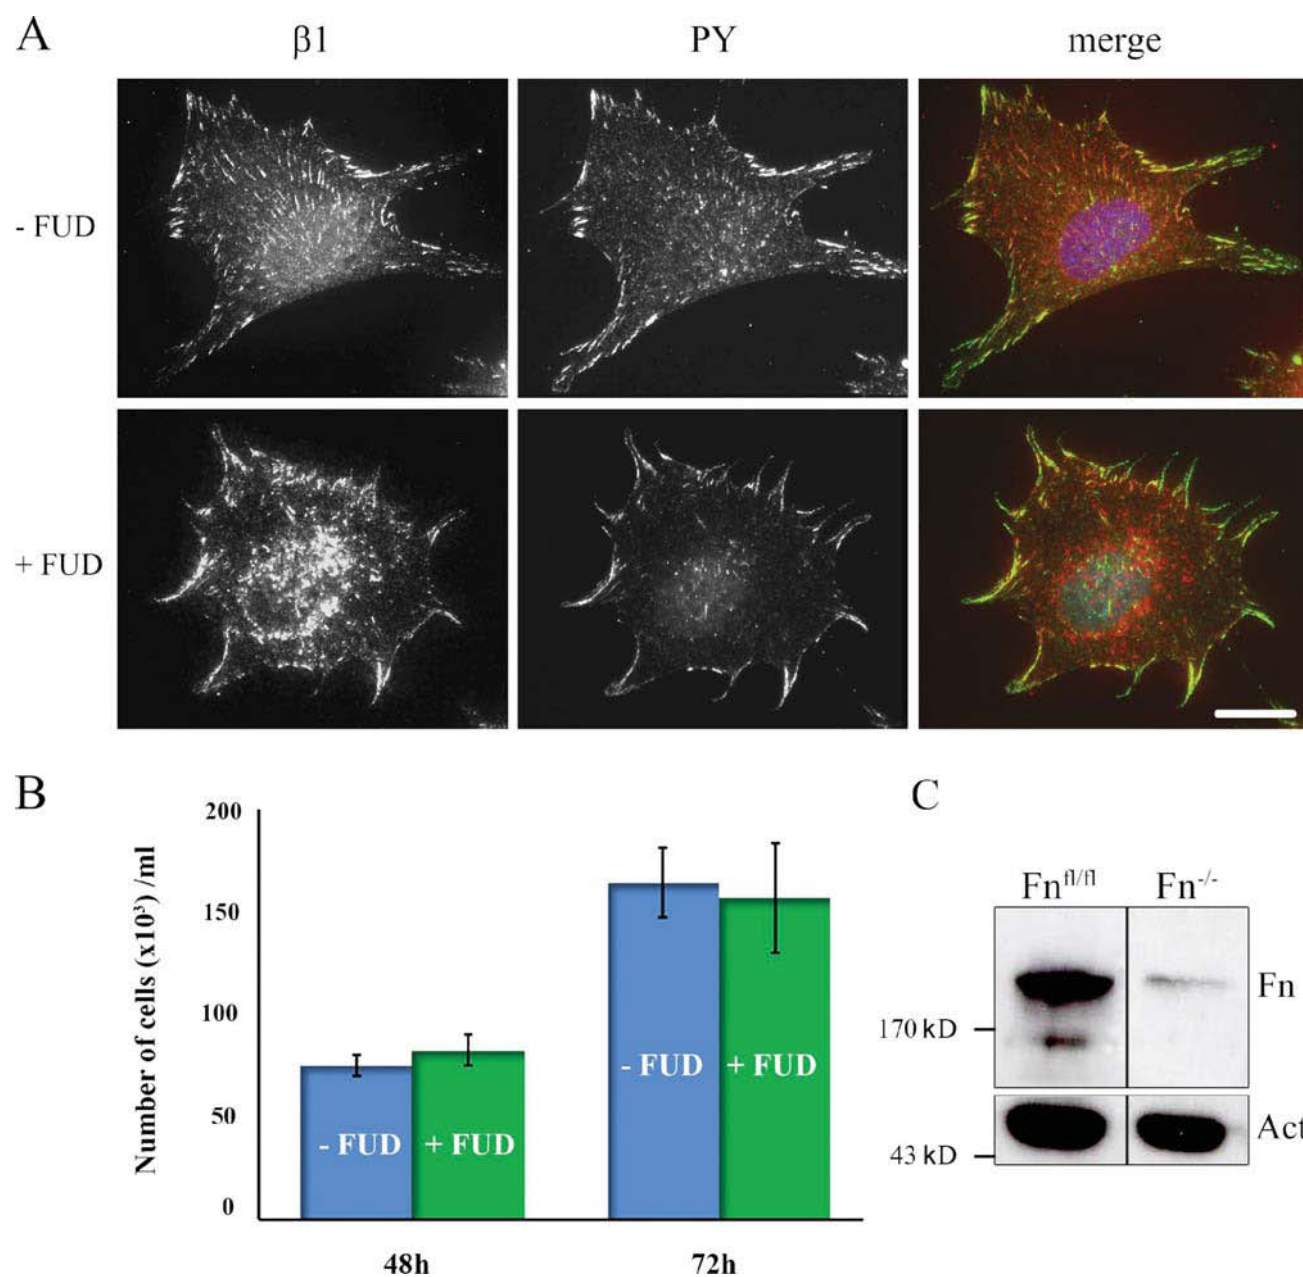 A
β1 PY merge
- FUD
+ FUD
B
Number of cells (x10³) /ml
200
150
100
50
0
- FUD + FUD
- FUD + FUD
48h 72h
C
Fn^fl/fl Fn^-/-
Fn
170 kD
Act
43 kD